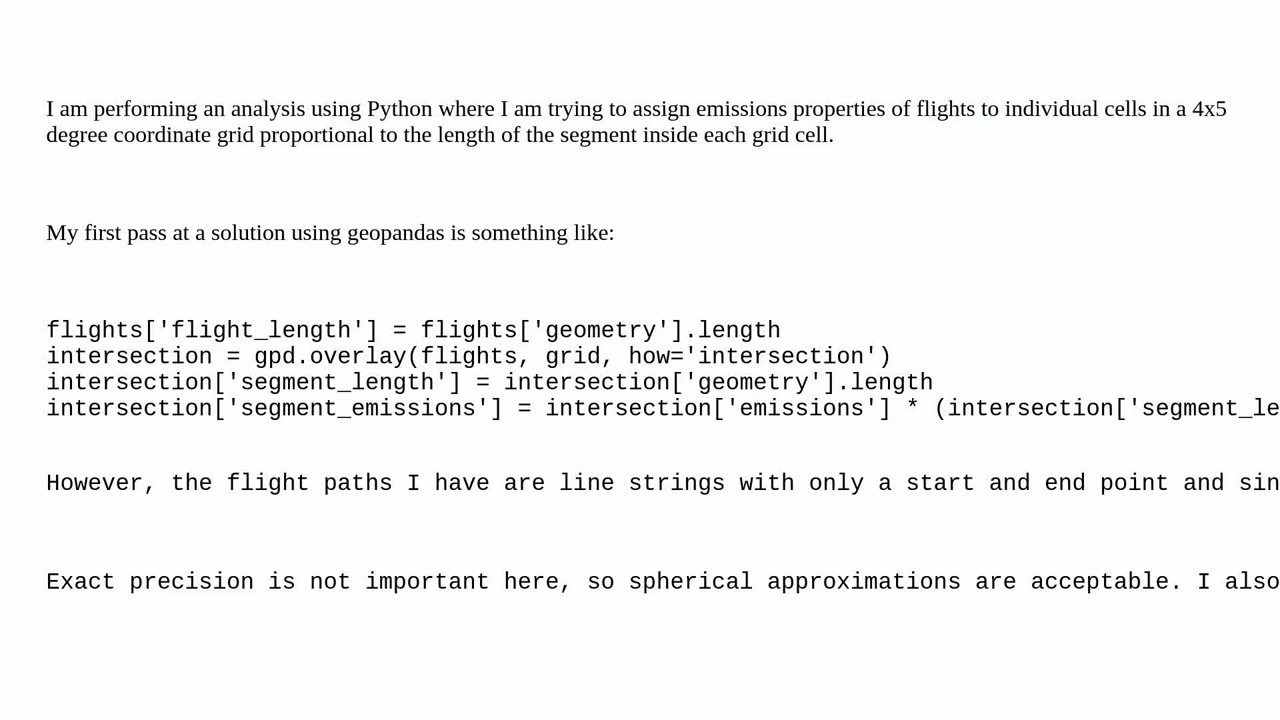 I am performing an analysis using Python where I am trying to assign emissions properties of flights to individual cells in a 4x5
degree coordinate grid proportional to the length of the segment inside each grid cell.
My first pass at a solution using geopandas is something like:
flights['flight_length'] = flights['geometry'].length
intersection = gpd.overlay(flights, grid, how='intersection')
intersection['segment_length'] = intersection['geometry'].length
intersection['segment_emissions'] = intersection['emissions'] * (intersection['segment_le
However, the flight paths I have are line strings with only a start and end point and sin
Exact precision is not important here, so spherical approximations are acceptable. I also